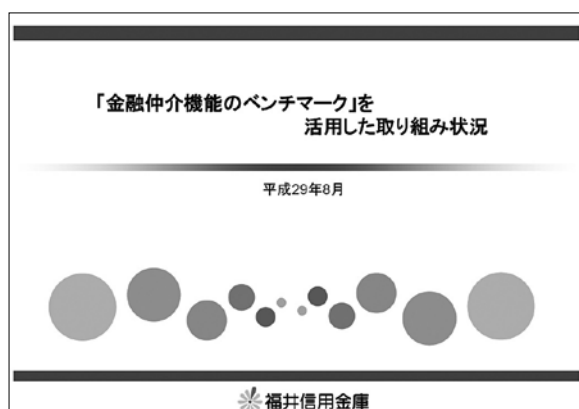 「金融仲介機能のベンチマーク」を
活用した取り組み状況
平成29年8月
福井信用金庫